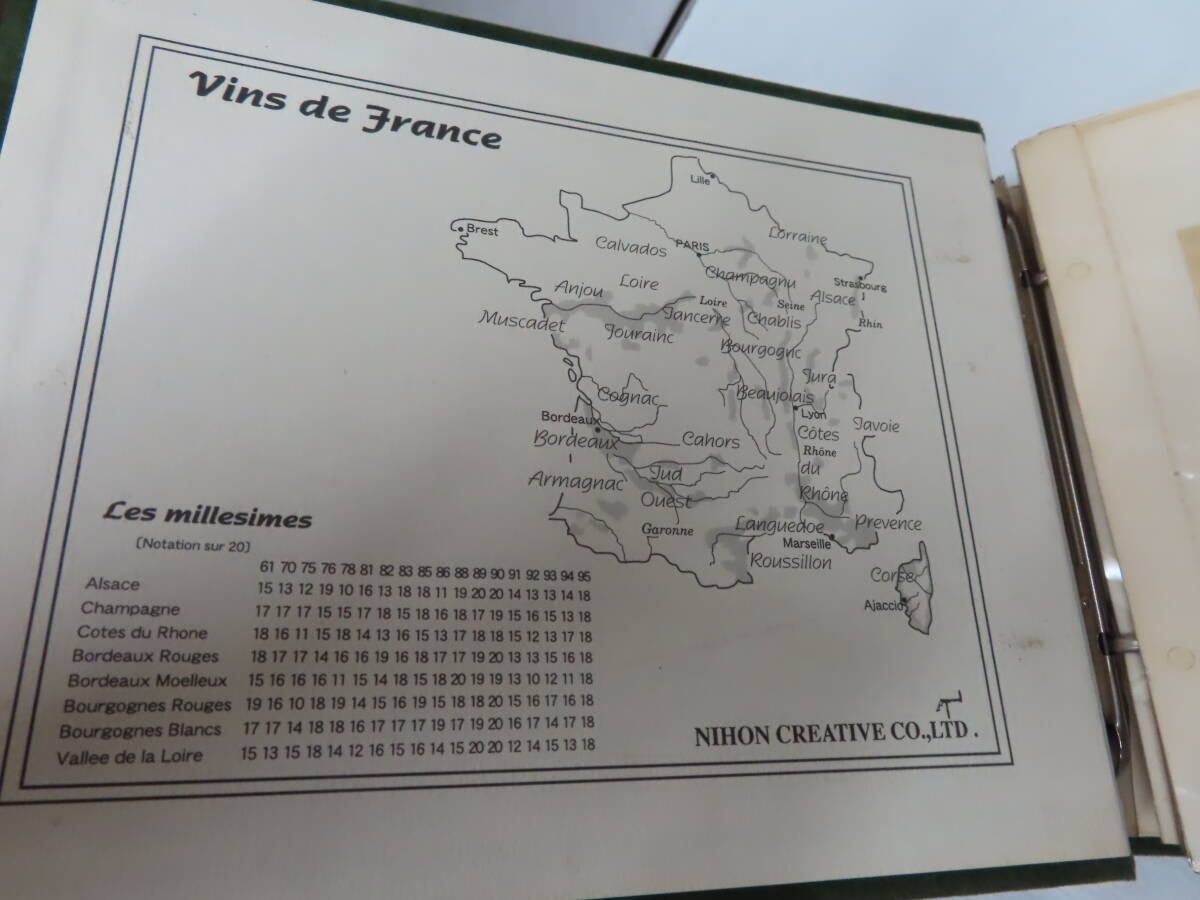 Vins de France
Lille
Brest
Lorraine
Calvados
PARIS
Champagnu
Strasbourg
Anjou
Loire
Loire
Seine
Alsace
Muscadet
Jourainc
Jancerre
Chablis
Rhin
Bourgogric
Jura
Cognac
Beaujolais
Lyon
Javoie
Bordeaux
Bordeaux
Cahors
Côtes
Rhône
du
Rhône
Armagnac
Jud
Ouest
Garonne
Languedoe
Marseille
Prevence
Roussillon
Corse
Ajaccio
Les millesimes
(Notation sur 20)
61 70 75 76 78 81 82 83 85 86 88 89 90 91 92 93 94 95
Alsace 15 13 12 19 10 16 13 18 18 11 19 20 20 14 13 13 14 18
Champagne 17 17 17 15 15 17 18 15 18 16 18 17 19 15 16 15 13 18
Cotes du Rhone 18 16 11 15 18 14 13 16 15 13 17 18 18 15 12 13 17 18
Bordeaux Rouges 18 17 17 14 16 16 19 16 18 17 17 19 20 13 13 15 16 18
Bordeaux Moelleux 15 16 16 16 11 15 14 18 15 18 20 19 19 13 10 12 11 18
Bourgognes Rouges 19 16 10 18 19 14 15 16 19 15 18 18 20 15 16 17 16 18
Bourgognes Blancs 17 17 14 18 18 16 17 17 17 19 17 19 20 16 17 14 17 18
Vallee de la Loire 15 13 15 18 14 12 16 15 16 14 15 20 20 12 14 15 13 18
NIHON CREATIVE CO.,LTD.